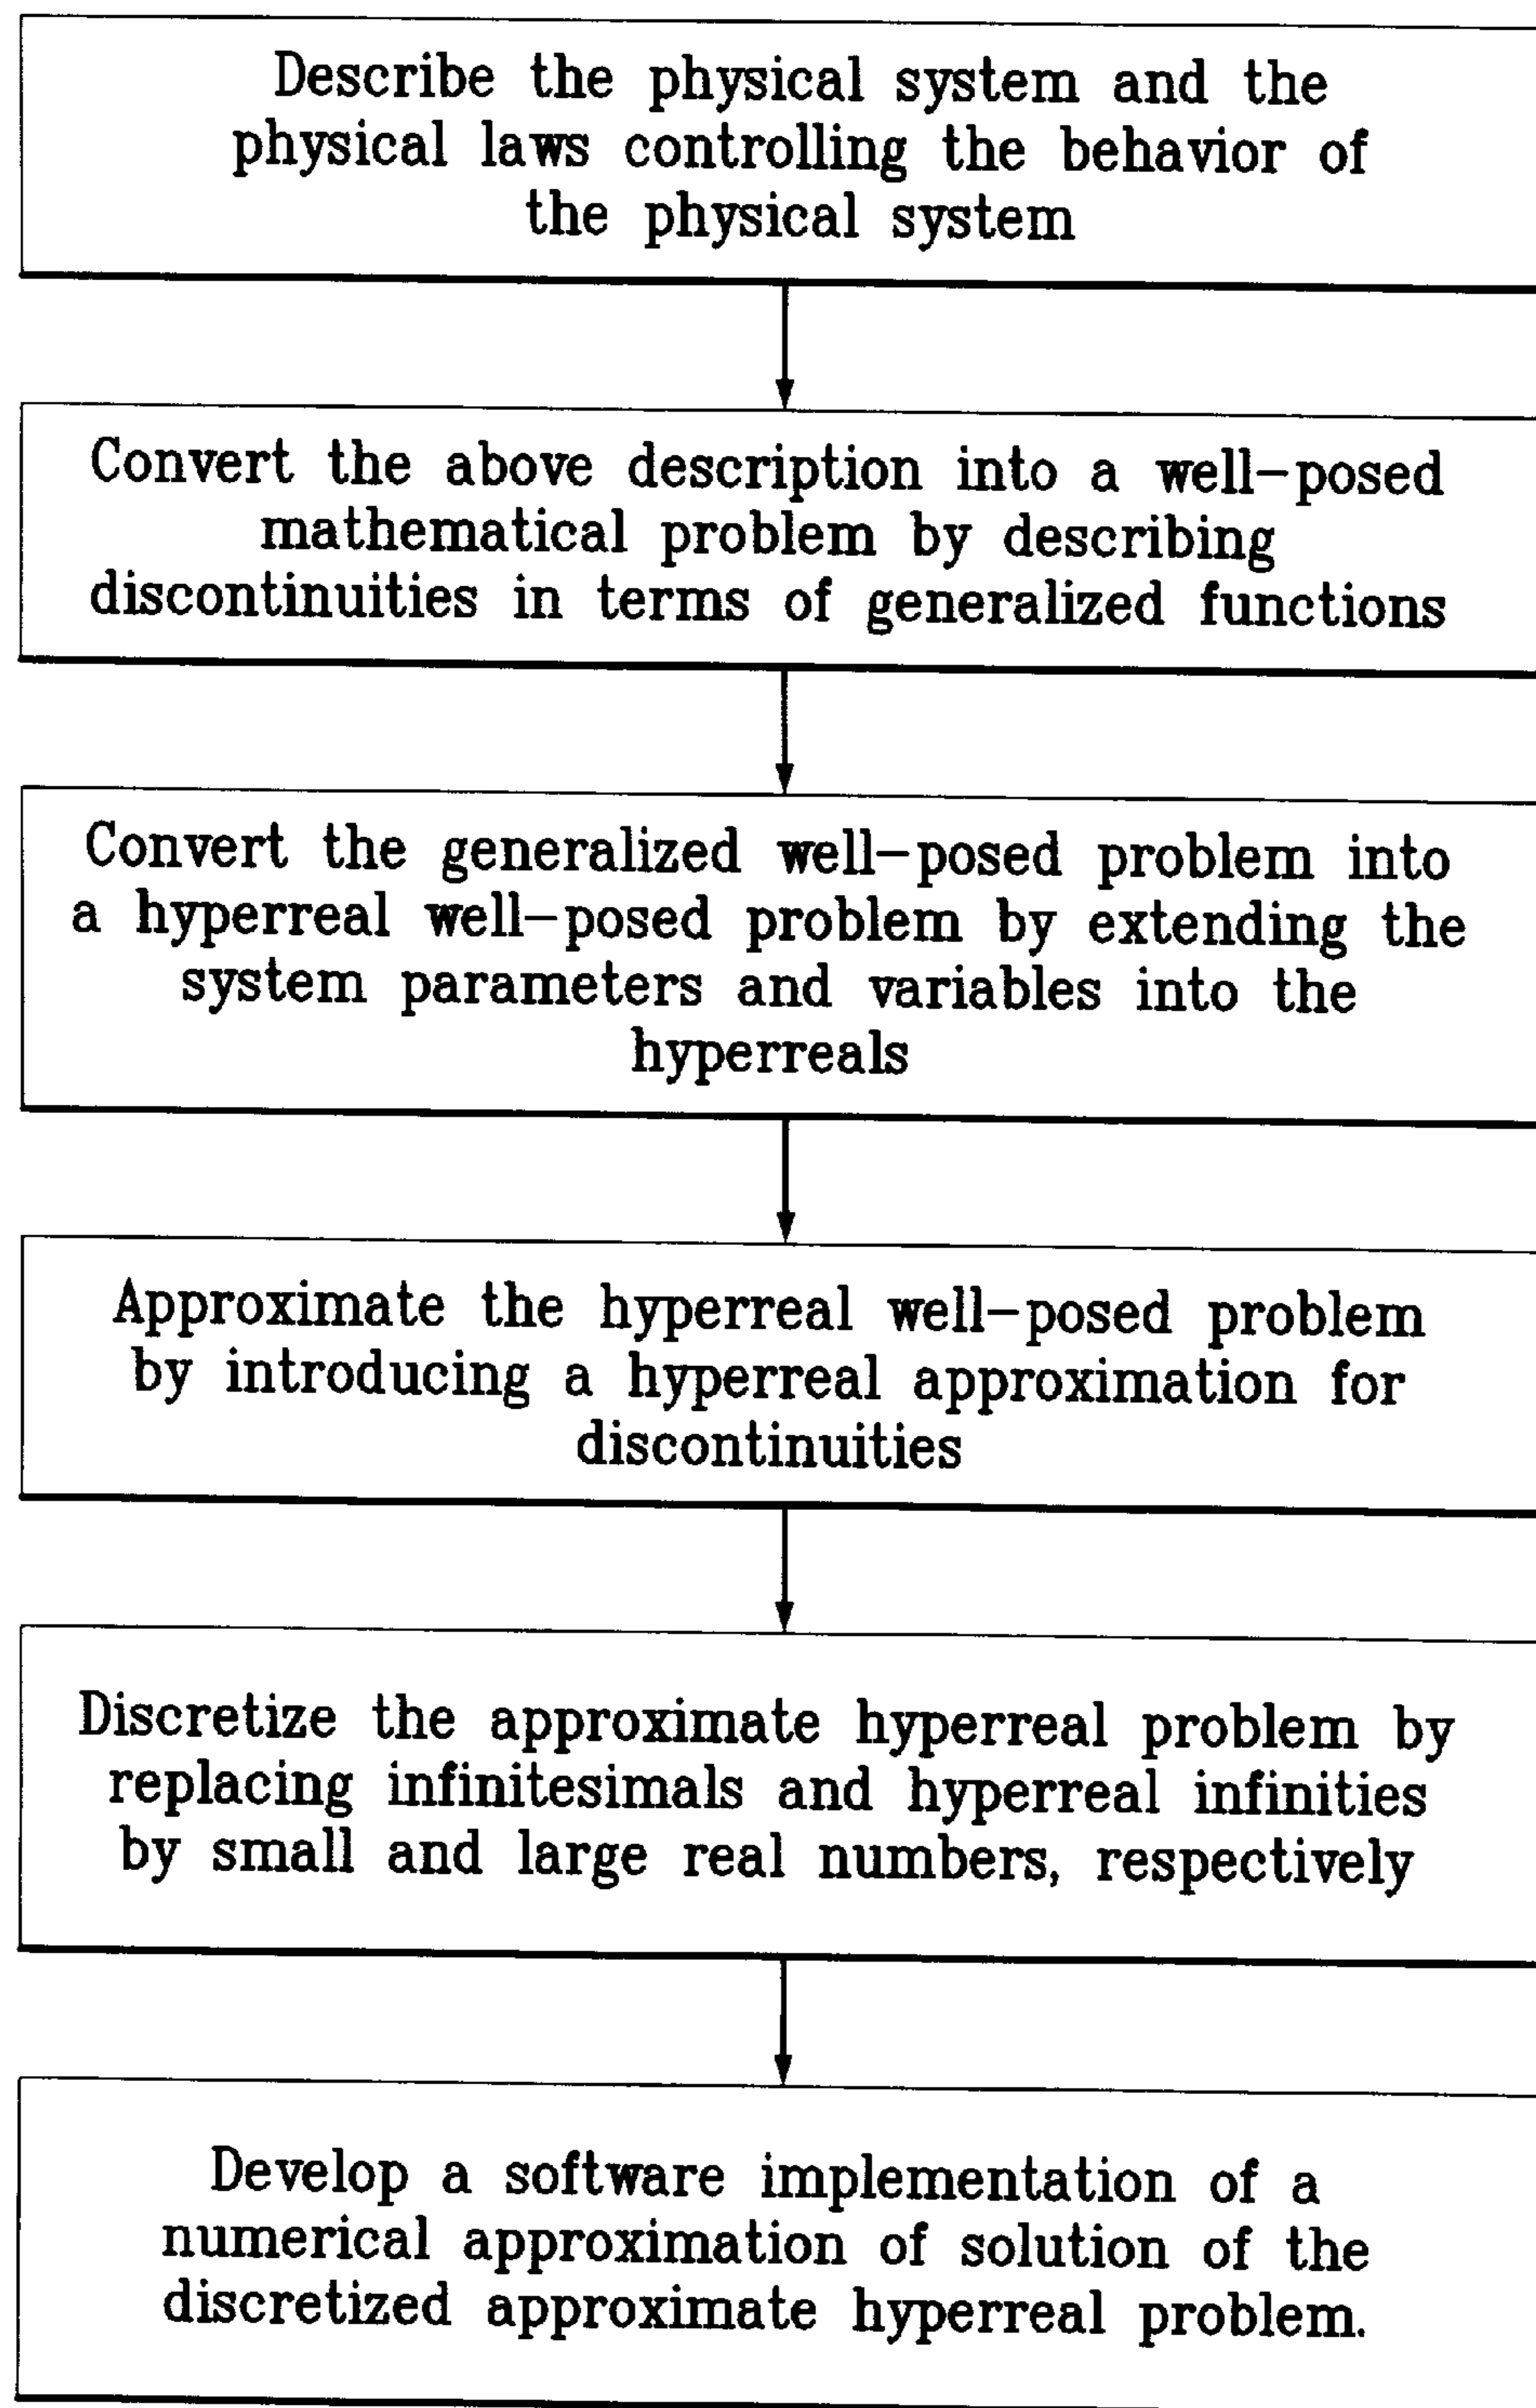 Describe the physical system and the
physical laws controlling the behavior of
the physical system
Convert the above description into a well-posed
mathematical problem by describing
discontinuities in terms of generalized functions
Convert the generalized well-posed problem into
a hyperreal well-posed problem by extending the
system parameters and variables into the
hyperreals
Approximate the hyperreal well-posed problem
by introducing a hyperreal approximation for
discontinuities
Discretize the approximate hyperreal problem by
replacing infinitesimals and hyperreal infinities
by small and large real numbers, respectively
Develop a software implementation of a
numerical approximation of solution of the
discretized approximate hyperreal problem.